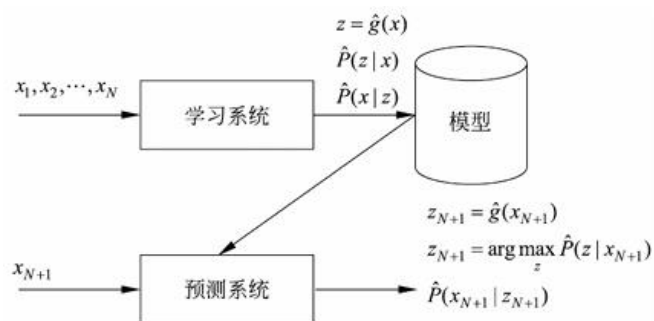 z = ĝ(x)
P̂(z | x)
P̂(x | z)
x₁, x₂, ⋯, x_N
学习系统
模型
z_{N+1} = ĝ(x_{N+1})
z_{N+1} = arg max_z P̂(z | x_{N+1})
P̂(x_{N+1} | z_{N+1})
x_{N+1}
预测系统